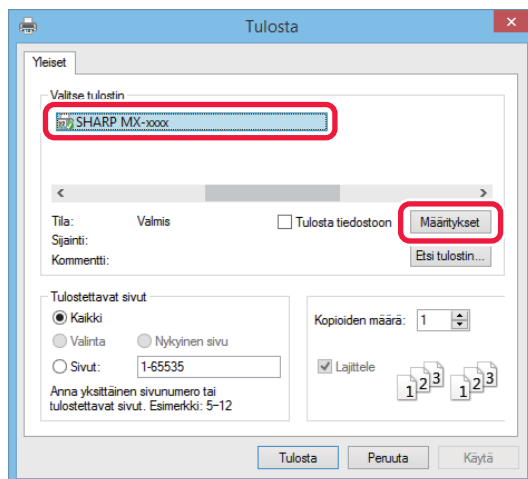 Tulosta
Yleiset
Valitse tulostin
SHARP MX-xxxx
Tila: Valmis
Tulosta tiedostoon
Määritykset
Sijainti:
Kommentti:
Etsi tulostin...
Tulostettavat sivut
Kaikki
Valinta
Nykyinen sivu
Sivut: 1-65535
Anna yksittäinen sivunumero tai
tulostettavat sivut. Esimerkki: 5-12
Kopioiden määrä: 1
Lajittele
1 2 3 1 2 3
Tulosta
Peruuta
Käytä